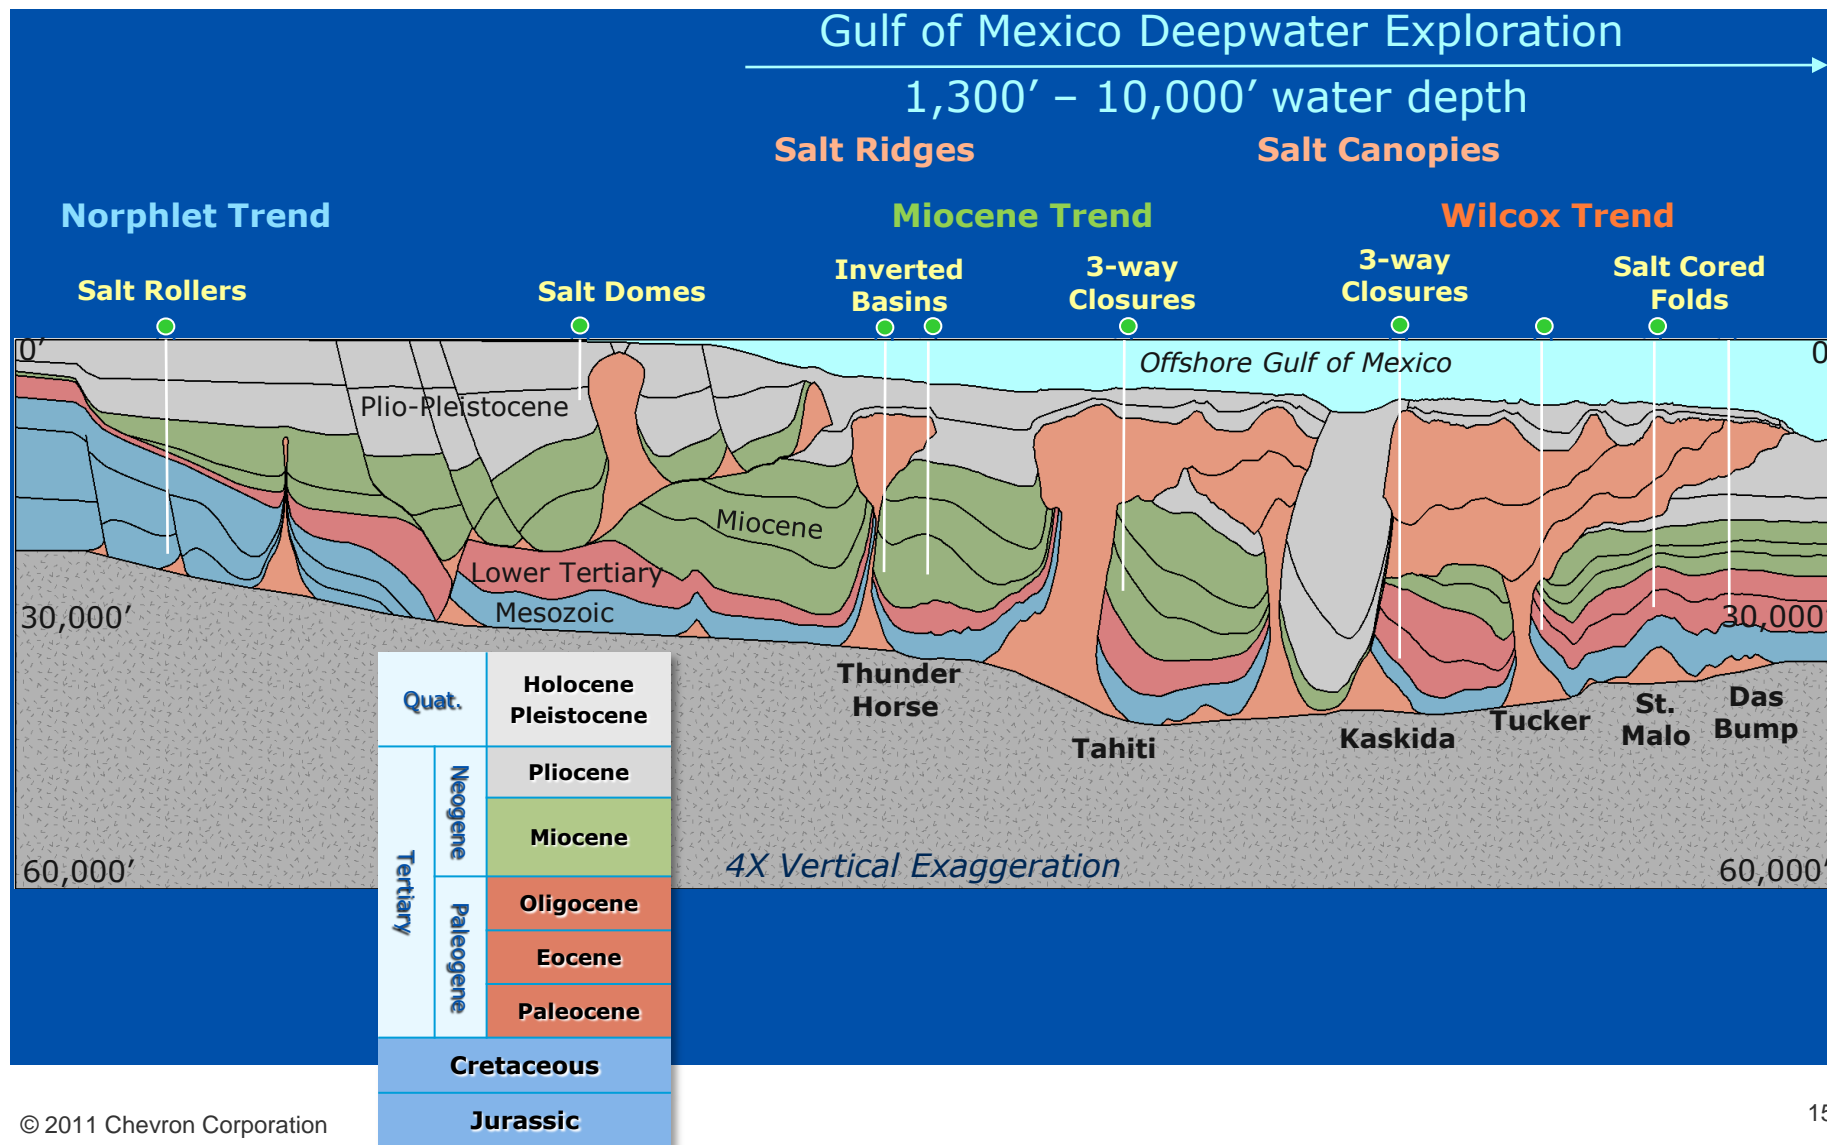 Gulf of Mexico Deepwater Exploration
1,300’ – 10,000’ water depth
Salt Ridges
Salt Canopies
Norphlet Trend
Miocene Trend
Wilcox Trend
Salt Rollers
Salt Domes
Inverted
Basins
3-way
Closures
3-way
Closures
Salt Cored
Folds
0’
0
Offshore Gulf of Mexico
Plio-Pleistocene
Miocene
Lower Tertiary
Mesozoic
30,000’
30,000’
Thunder
Horse
Tahiti
Kaskida
Tucker
St.
Malo
Das
Bump
Quat.
Holocene
Pleistocene
Tertiary
Neogene
Pliocene
Miocene
Paleogene
Oligocene
Eocene
Paleocene
Cretaceous
Jurassic
4X Vertical Exaggeration
60,000’
60,000’
© 2011 Chevron Corporation
15